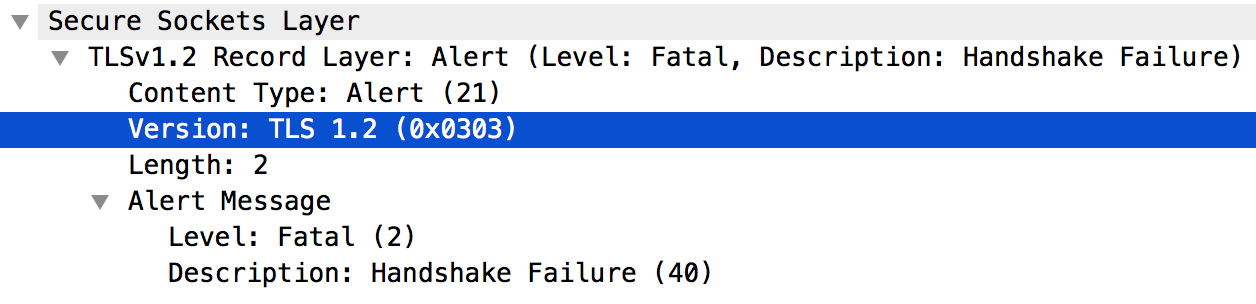 Secure Sockets Layer
TLSv1.2 Record Layer: Alert (Level: Fatal, Description: Handshake Failure)
Content Type: Alert (21)
Version: TLS 1.2 (0x0303)
Length: 2
Alert Message
Level: Fatal (2)
Description: Handshake Failure (40)